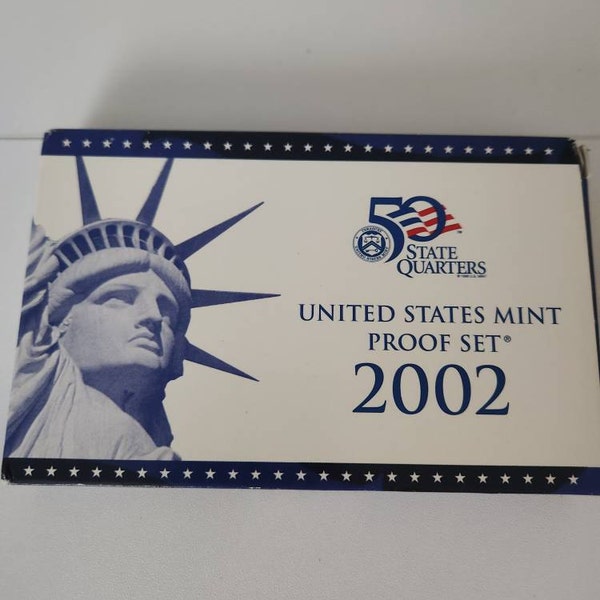 50
STATE
QUARTERS
UNITED STATES MINT
PROOF SET®
2002